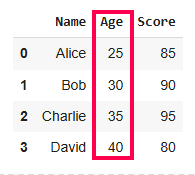 Name Age Score
0 Alice 25 85
1 Bob 30 90
2 Charlie 35 95
3 David 40 80